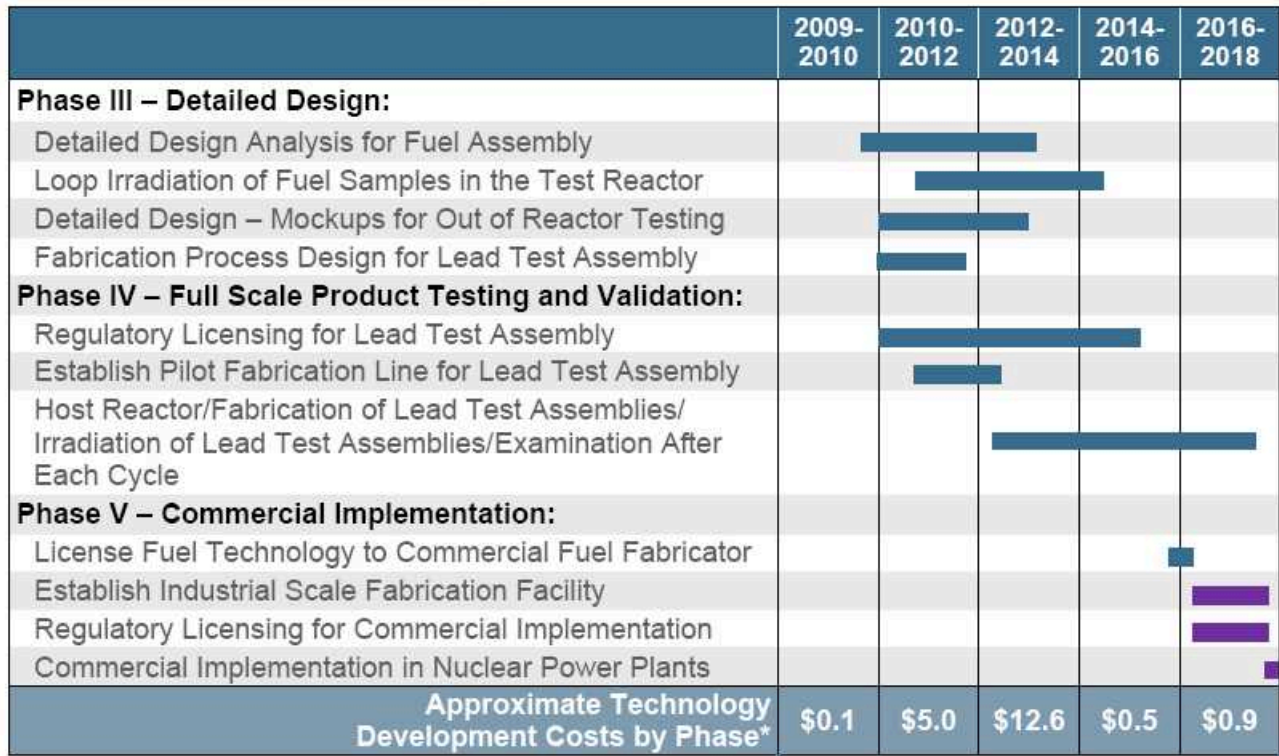 2009-2010 2010-2012 2012-2014 2014-2016 2016-2018
Phase III – Detailed Design:
Detailed Design Analysis for Fuel Assembly
Loop Irradiation of Fuel Samples in the Test Reactor
Detailed Design – Mockups for Out of Reactor Testing
Fabrication Process Design for Lead Test Assembly
Phase IV – Full Scale Product Testing and Validation:
Regulatory Licensing for Lead Test Assembly
Establish Pilot Fabrication Line for Lead Test Assembly
Host Reactor/Fabrication of Lead Test Assemblies/
Irradiation of Lead Test Assemblies/Examination After
Each Cycle
Phase V – Commercial Implementation:
License Fuel Technology to Commercial Fuel Fabricator
Establish Industrial Scale Fabrication Facility
Regulatory Licensing for Commercial Implementation
Commercial Implementation in Nuclear Power Plants
Approximate Technology
Development Costs by Phase* $0.1 $5.0 $12.6 $0.5 $0.9